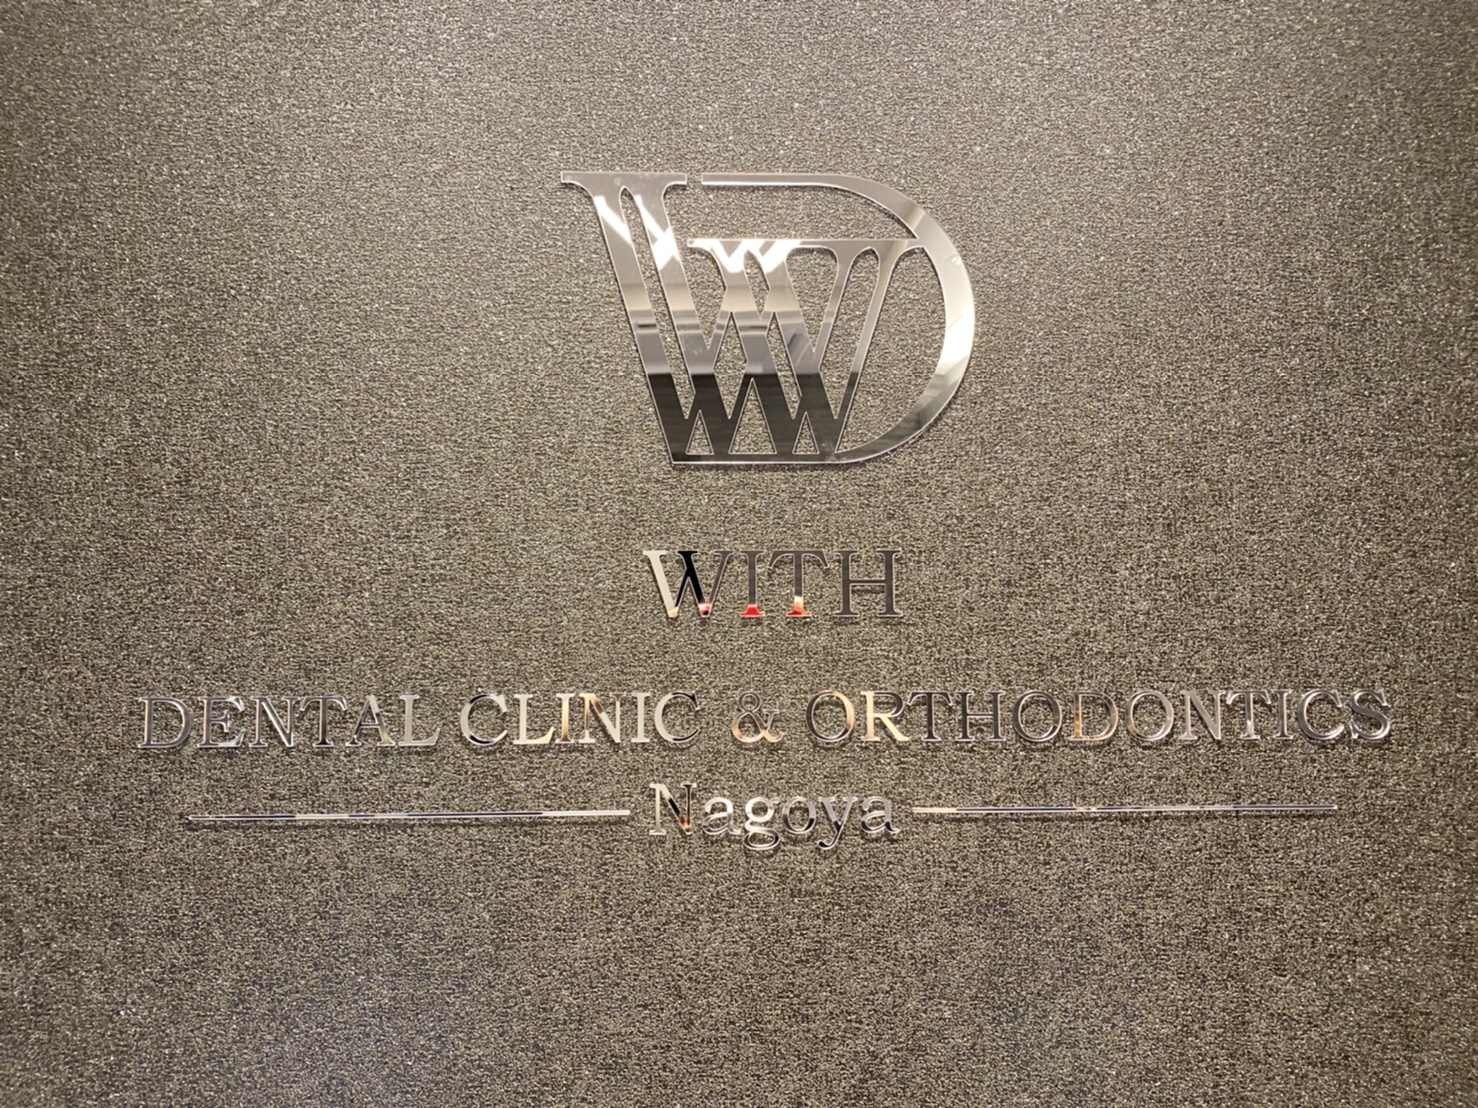 WITH
DENTAL CLINIC & ORTHODONTICS
Nagoya